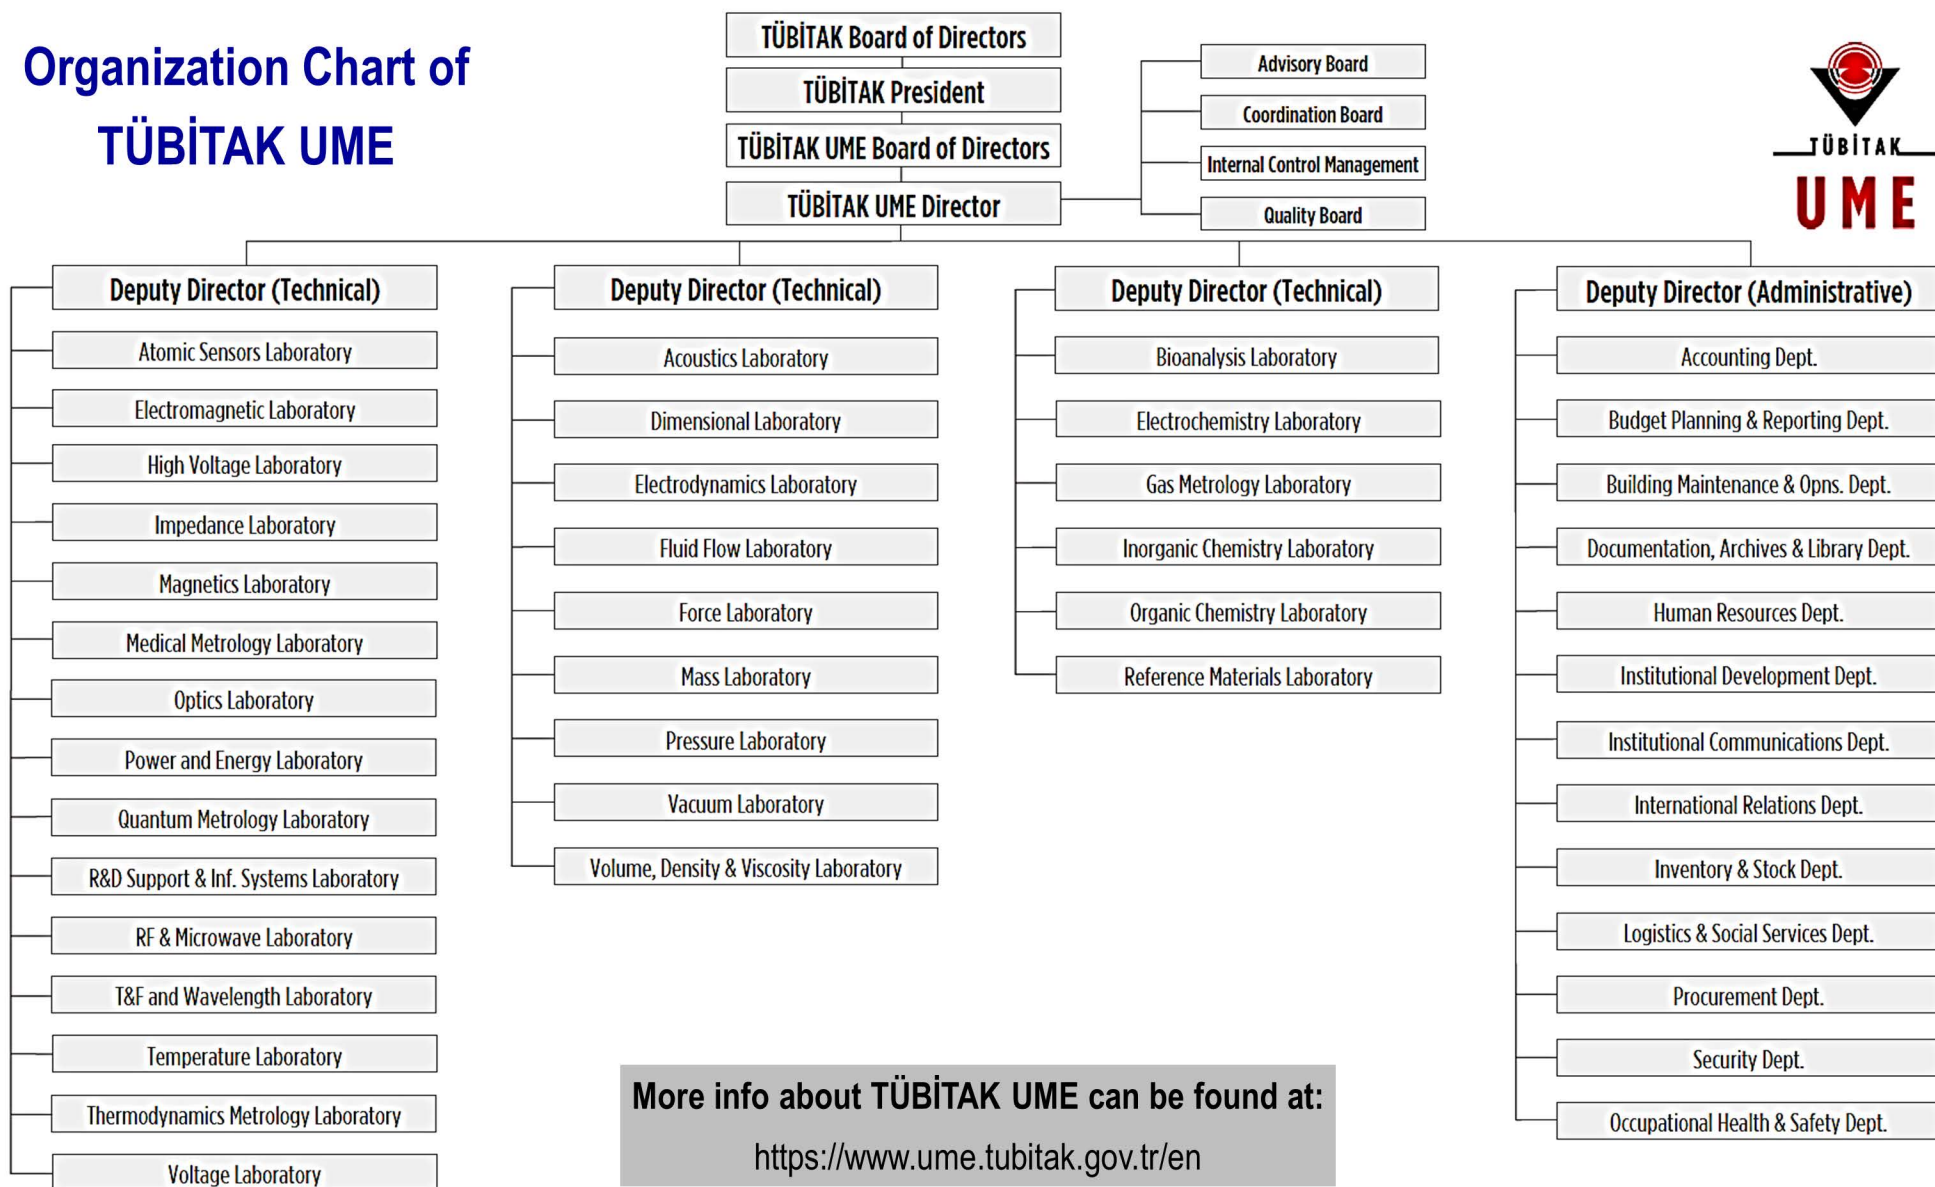 Organization Chart of
TÜBİTAK UME
TÜBİTAK Board of Directors
TÜBİTAK President
TÜBİTAK UME Board of Directors
TÜBİTAK UME Director
Advisory Board
Coordination Board
Internal Control Management
Quality Board
TÜBİTAK
UME
Deputy Director (Technical)
Atomic Sensors Laboratory
Electromagnetic Laboratory
High Voltage Laboratory
Impedance Laboratory
Magnetics Laboratory
Medical Metrology Laboratory
Optics Laboratory
Power and Energy Laboratory
Quantum Metrology Laboratory
R&D Support & Inf. Systems Laboratory
RF & Microwave Laboratory
T&F and Wavelength Laboratory
Temperature Laboratory
Thermodynamics Metrology Laboratory
Voltage Laboratory
Deputy Director (Technical)
Acoustics Laboratory
Dimensional Laboratory
Electrodynamics Laboratory
Fluid Flow Laboratory
Force Laboratory
Mass Laboratory
Pressure Laboratory
Vacuum Laboratory
Volume, Density & Viscosity Laboratory
Deputy Director (Technical)
Bioanalysis Laboratory
Electrochemistry Laboratory
Gas Metrology Laboratory
Inorganic Chemistry Laboratory
Organic Chemistry Laboratory
Reference Materials Laboratory
Deputy Director (Administrative)
Accounting Dept.
Budget Planning & Reporting Dept.
Building Maintenance & Opns. Dept.
Documentation, Archives & Library Dept.
Human Resources Dept.
Institutional Development Dept.
Institutional Communications Dept.
International Relations Dept.
Inventory & Stock Dept.
Logistics & Social Services Dept.
Procurement Dept.
Security Dept.
Occupational Health & Safety Dept.
More info about TÜBİTAK UME can be found at:
https://www.ume.tubitak.gov.tr/en